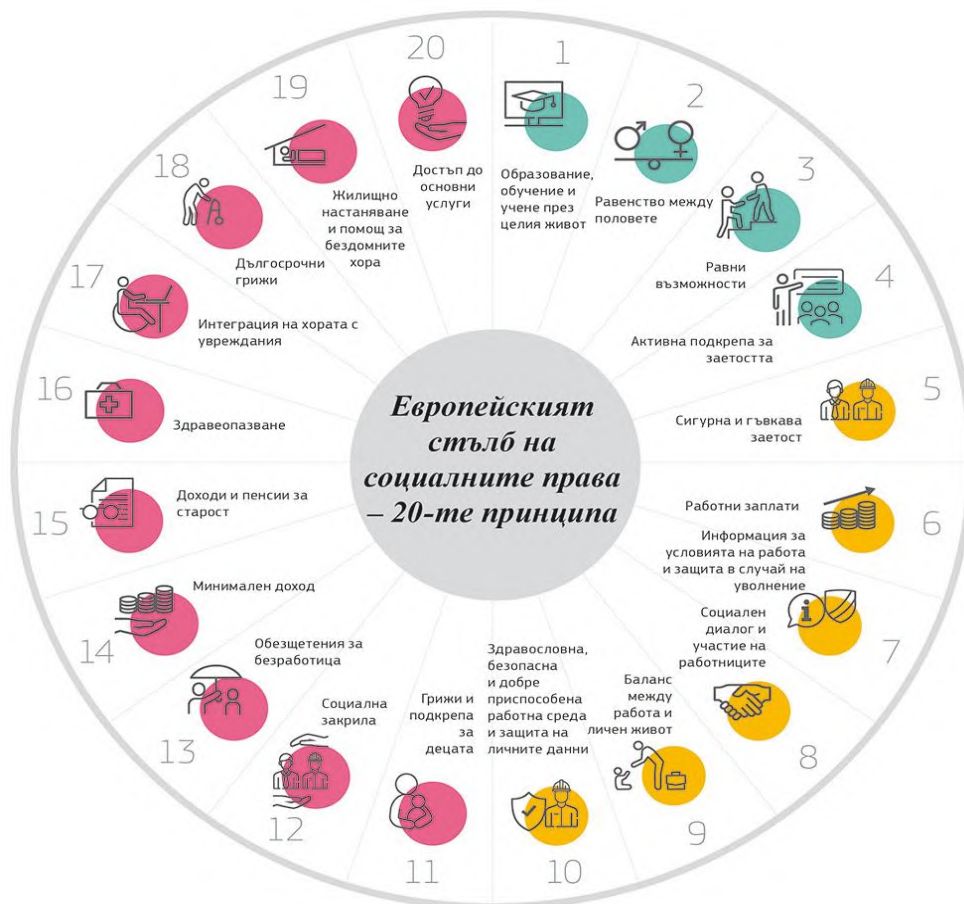 Европейският
стълб на
социалните права
– 20-те принципа
1
Образование,
обучение и
учене през
целия живот
2
Равенство между
половете
3
Равни
възможности
4
Активна подкрепа за
заетостта
5
Сигурна и гъвкава
заетост
6
Работни заплати
7
Информация за
условията на работа
и защита в случай на
уволнение
i
8
Социален
диалог и
участие на
работниците
9
Баланс
между
работа и
личен живот
10
Здравословна,
безопасна
и добре
приспособена
работна среда
и защита на
личните данни
11
Грижи и
подкрепа
за
децата
12
Социална
закрила
13
Обезщетения за
безработица
14
Минимален доход
15
Доходи и пенсии за
старост
16
Здравеопазване
17
Интеграция на хората с
увреждания
18
Дългосрочни
грижи
19
Жилищно
настаняване
и помощ за
бездомните
хора
20
Достъп до
основни
услуги